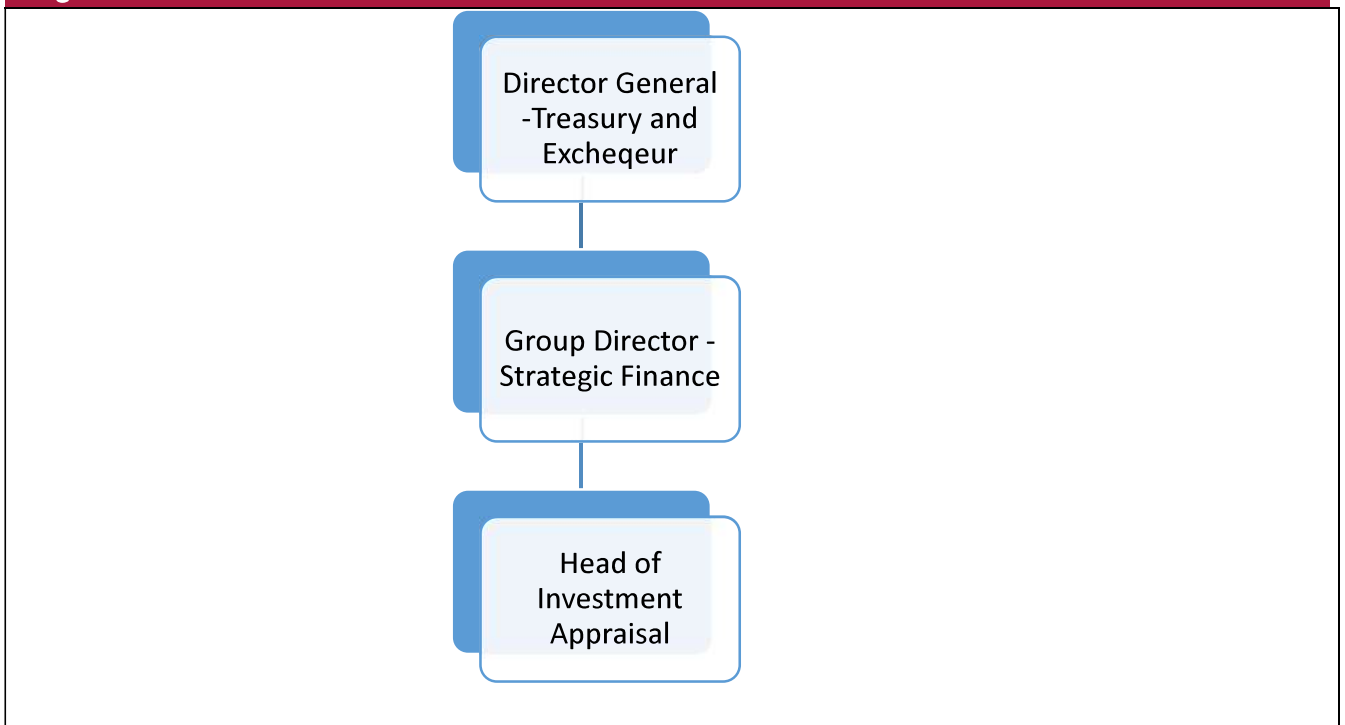 Director General
-Treasury and
Excheqeur
Group Director -
Strategic Finance
Head of
Investment
Appraisal